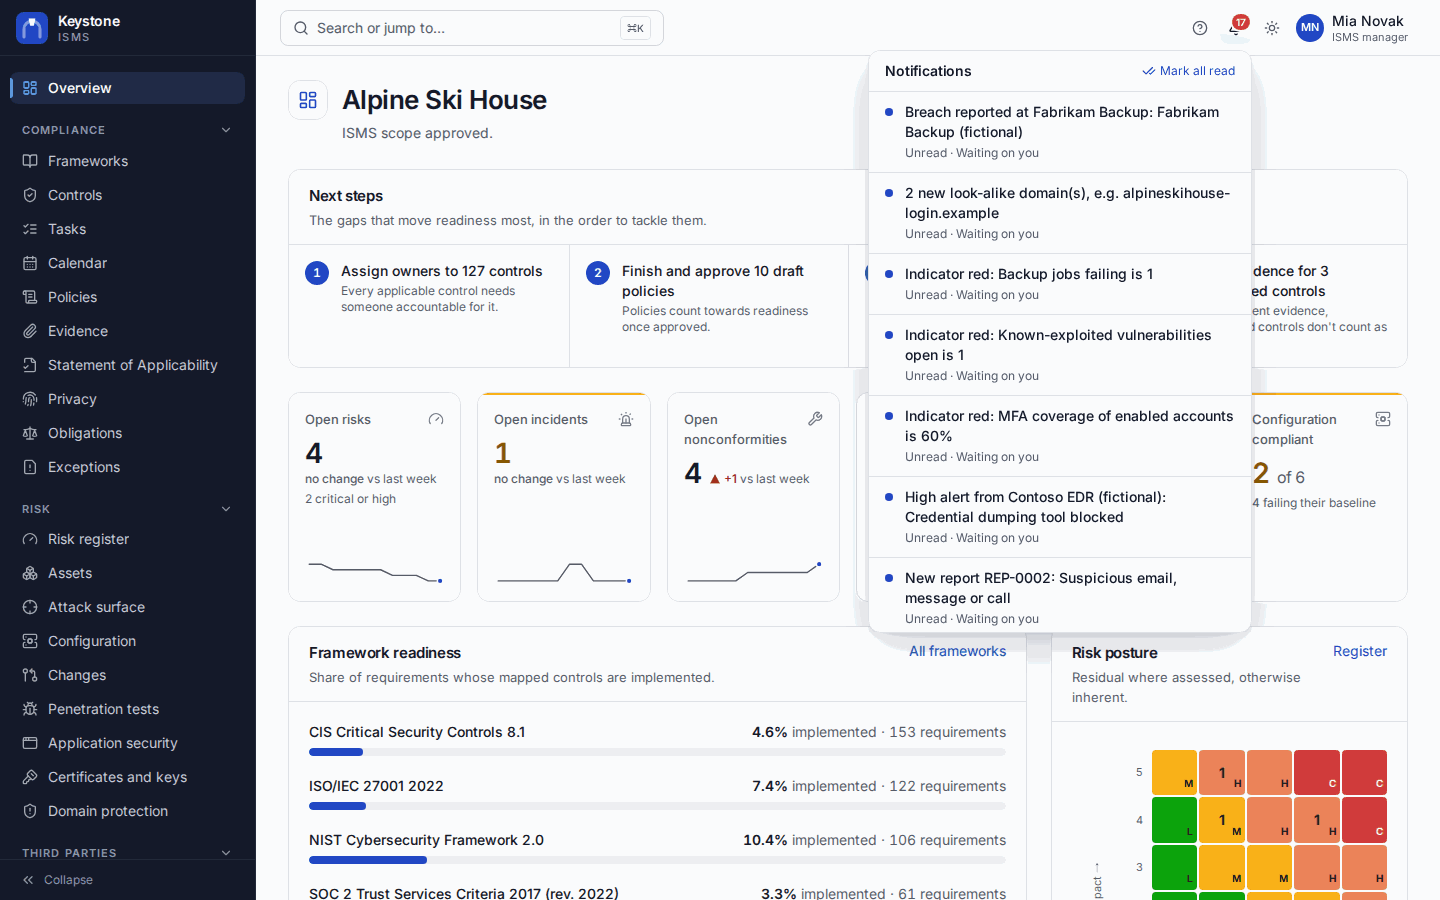 Keystone
ISMS
Search or jump to...
⌘K
17
MN
Mia Novak
ISMS manager
Overview
COMPLIANCE
Frameworks
Controls
Tasks
Calendar
Policies
Evidence
Statement of Applicability
Privacy
Obligations
Exceptions
RISK
Risk register
Assets
Attack surface
Configuration
Changes
Penetration tests
Application security
Certificates and keys
Domain protection
THIRD PARTIES
Collapse
Alpine Ski House
ISMS scope approved.
Notifications
Mark all read
Breach reported at Fabrikam Backup: Fabrikam
Backup (fictional)
Unread · Waiting on you
2 new look-alike domain(s), e.g. alpineskihouse-
login.example
Unread · Waiting on you
Indicator red: Backup jobs failing is 1
Unread · Waiting on you
Indicator red: Known-exploited vulnerabilities
open is 1
Unread · Waiting on you
Indicator red: MFA coverage of enabled accounts
is 60%
Unread · Waiting on you
High alert from Contoso EDR (fictional):
Credential dumping tool blocked
Unread · Waiting on you
New report REP-0002: Suspicious email,
message or call
Unread · Waiting on you
Next steps
The gaps that move readiness most, in the order to tackle them.
1
Assign owners to 127 controls
Every applicable control needs
someone accountable for it.
2
Finish and approve 10 draft
policies
Policies count towards readiness
once approved.
dence for 3
ed controls
ent evidence,
d controls don't count as
Open risks
4
no change vs last week
2 critical or high
Open incidents
1
no change vs last week
Open
nonconformities
4 ▲ +1 vs last week
Configuration
compliant
2 of 6
4 failing their baseline
Framework readiness
All frameworks
Share of requirements whose mapped controls are implemented.
CIS Critical Security Controls 8.1
4.6% implemented · 153 requirements
ISO/IEC 27001 2022
7.4% implemented · 122 requirements
NIST Cybersecurity Framework 2.0
10.4% implemented · 106 requirements
SOC 2 Trust Services Criteria 2017 (rev. 2022)
3.3% implemented · 61 requirements
Risk posture
Register
Residual where assessed, otherwise
inherent.
5
M
1 H
H
C
C
4
L
1 M
H
1 H
C
3
L
M
M
H
H
pact →